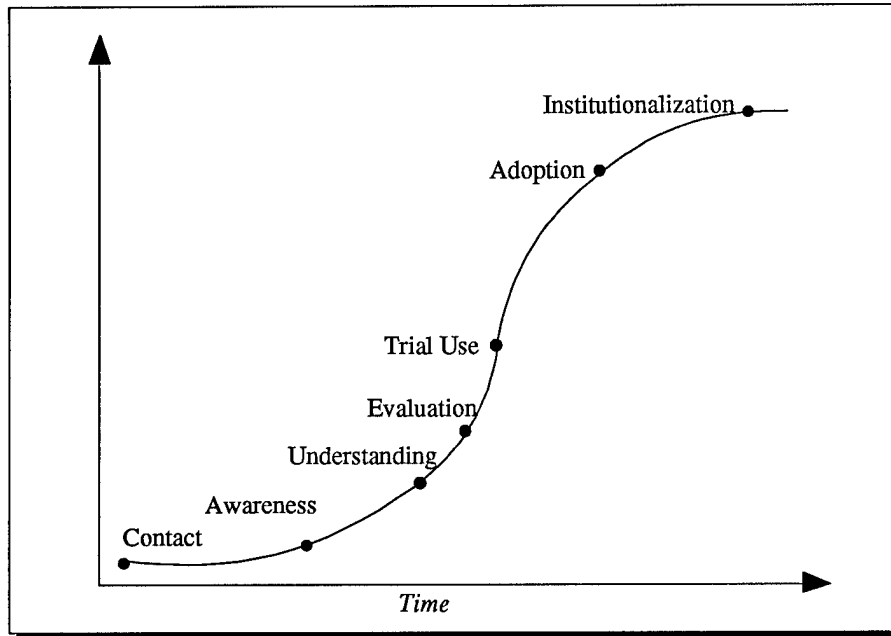 Institutionalization
Adoption
Trial Use
Evaluation
Understanding
Awareness
Contact
Time